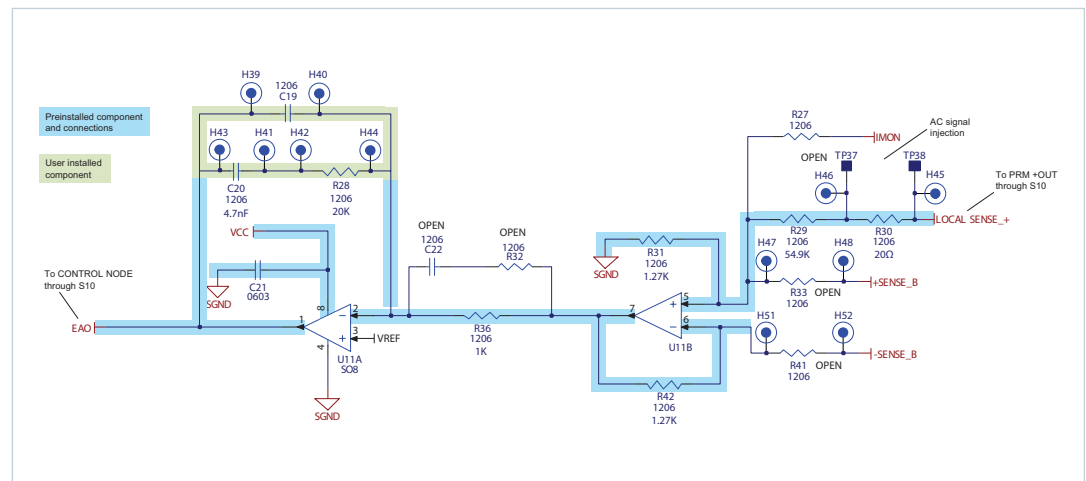 H39
H40
1206
C19
Preinstalled component
and connections
User installed
component
H43
H41
H42
H44
C20
1206
4.7nF
R28
1206
20K
VCC
SGND
C21
0603
To CONTROL NODE
through S10
EAO
1
8
2
3
4
VREF
U11A
SO8
SGND
OPEN
1206
C22
OPEN
1206
R32
R36
1206
1K
SGND
R31
1206
1.27K
7
5
6
U11B
R42
1206
1.27K
R27
1206
IMON
AC signal
injection
OPEN
TP37
TP38
H46
H45
To PRM +OUT
through S10
R29
1206
54.9K
R30
1206
20Ω
LOCAL SENSE_+
H47
H48
R33
1206
OPEN
+SENSE_B
H51
H52
R41
1206
OPEN
-SENSE_B